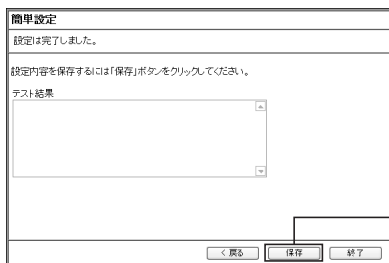 簡単設定
設定は完了しました。
設定内容を保存するには「保存」ボタンをクリックしてください。
テスト結果
< 戻る
保存
終了